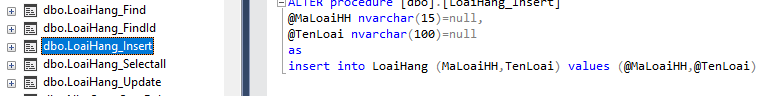 dbo.LoaiHang_Find
dbo.LoaiHang_FindId
dbo.LoaiHang_Insert
dbo.LoaiHang_Selectall
dbo.LoaiHang_Update
ALTER procedure [dbo].[LoaiHang_Insert]
@MaLoaiHH nvarchar(15)=null,
@TenLoai nvarchar(100)=null
as
insert into LoaiHang (MaLoaiHH,TenLoai) values (@MaLoaiHH,@TenLoai)